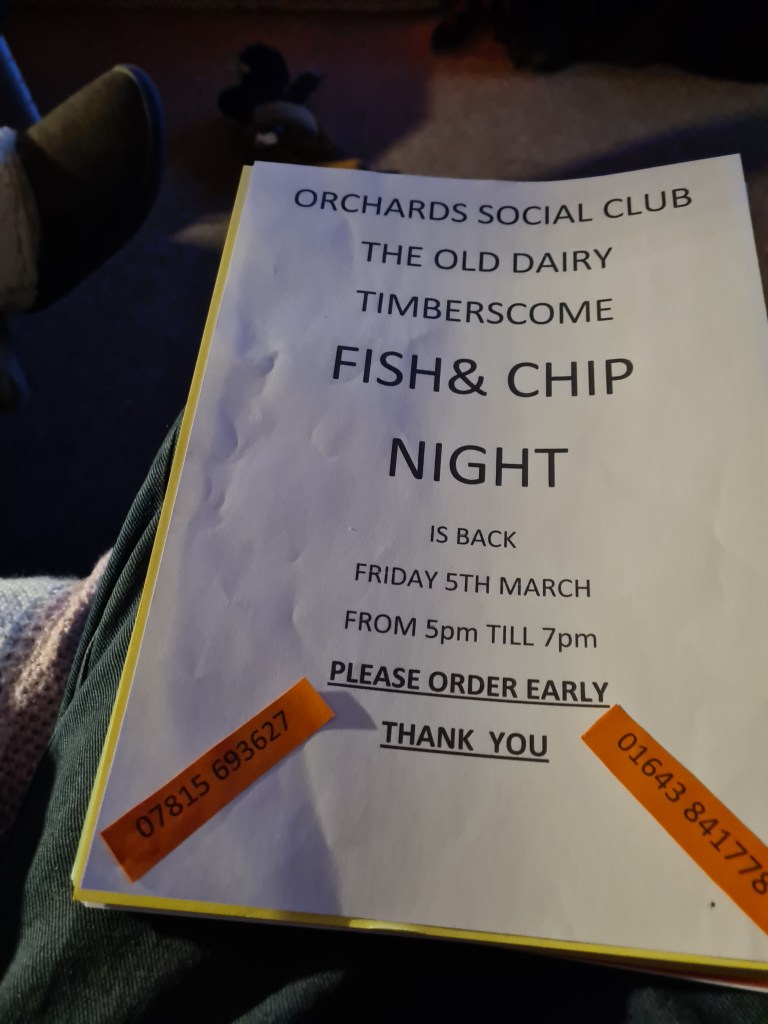 ORCHARDS SOCIAL CLUB
THE OLD DAIRY
TIMBERSCOME
FISH& CHIP
NIGHT
IS BACK
FRIDAY 5TH MARCH
FROM 5pm TILL 7pm
PLEASE ORDER EARLY
THANK YOU
07815 693627
01643 841778